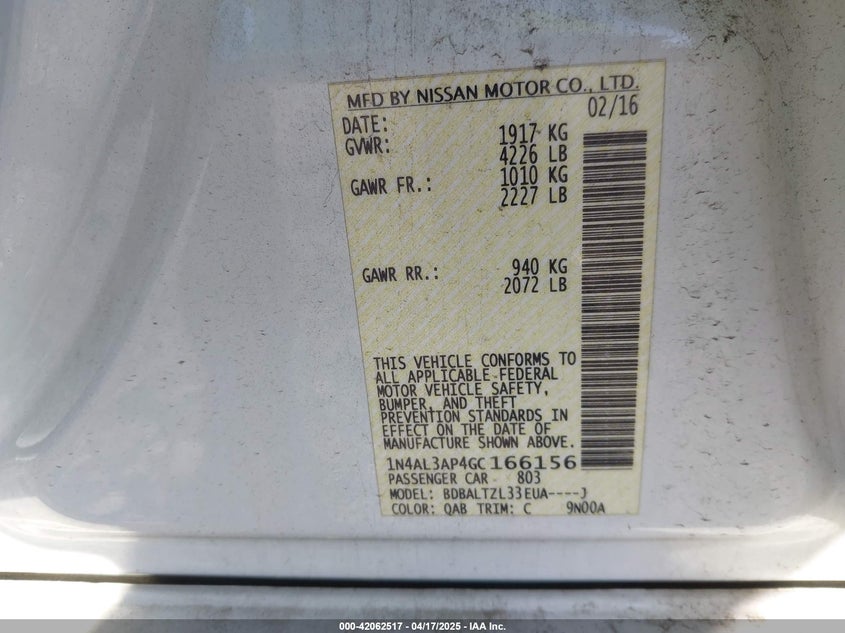 MFD BY NISSAN MOTOR CO., LTD.
DATE: 02/16
GVWR: 1917 KG
4226 LB
GAWR FR.: 1010 KG
2227 LB
GAWR RR.: 940 KG
2072 LB
THIS VEHICLE CONFORMS TO
ALL APPLICABLE FEDERAL
MOTOR VEHICLE SAFETY,
BUMPER, AND THEFT
PREVENTION STANDARDS IN
EFFECT ON THE DATE OF
MANUFACTURE SHOWN ABOVE.
1N4AL3AP4GC166156
PASSENGER CAR 803
MODEL: BDBALTZL33EUA----J
COLOR: QAB TRIM: C 9N00A
000-42062517 - 04/17/2025 - IAA Inc.